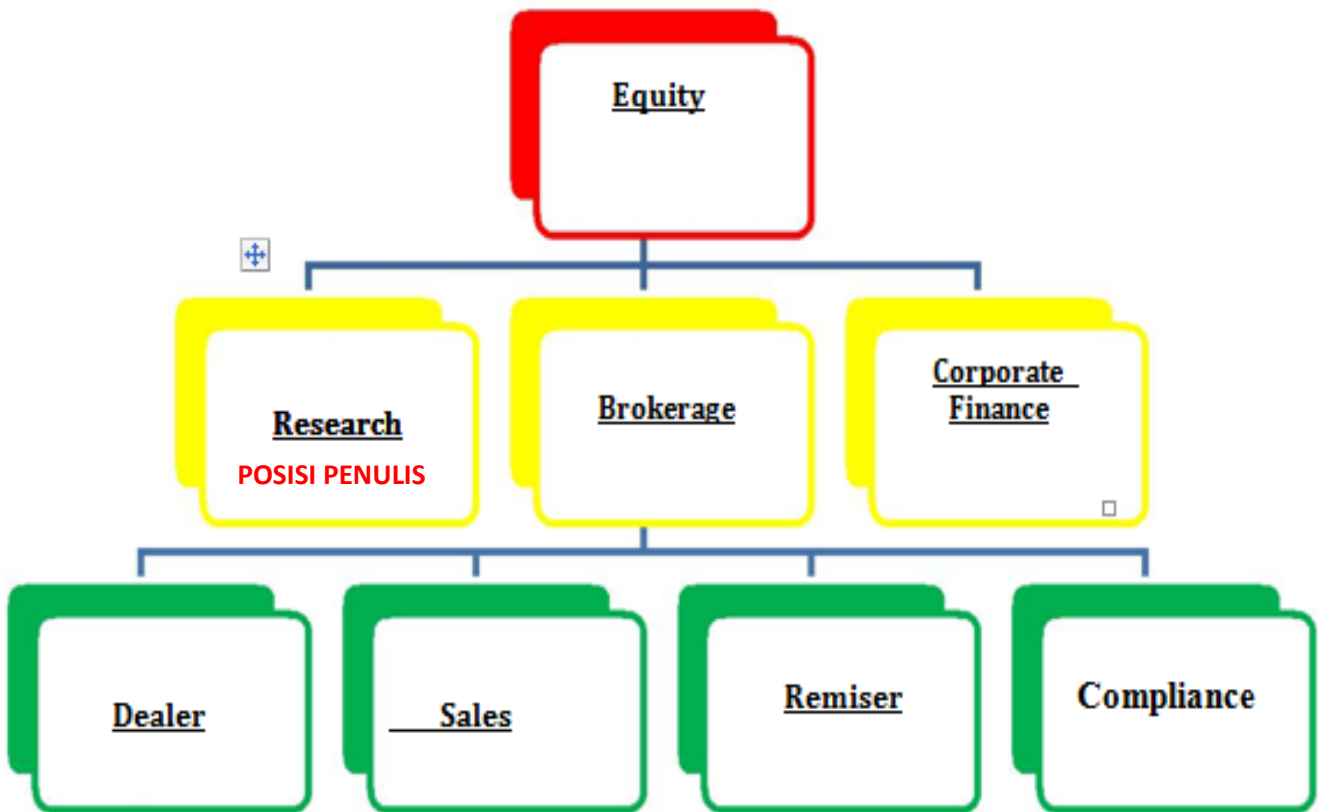 Equity
Research
POSISI PENULIS
Brokerage
Corporate
Finance
Dealer
Sales
Remiser
Compliance